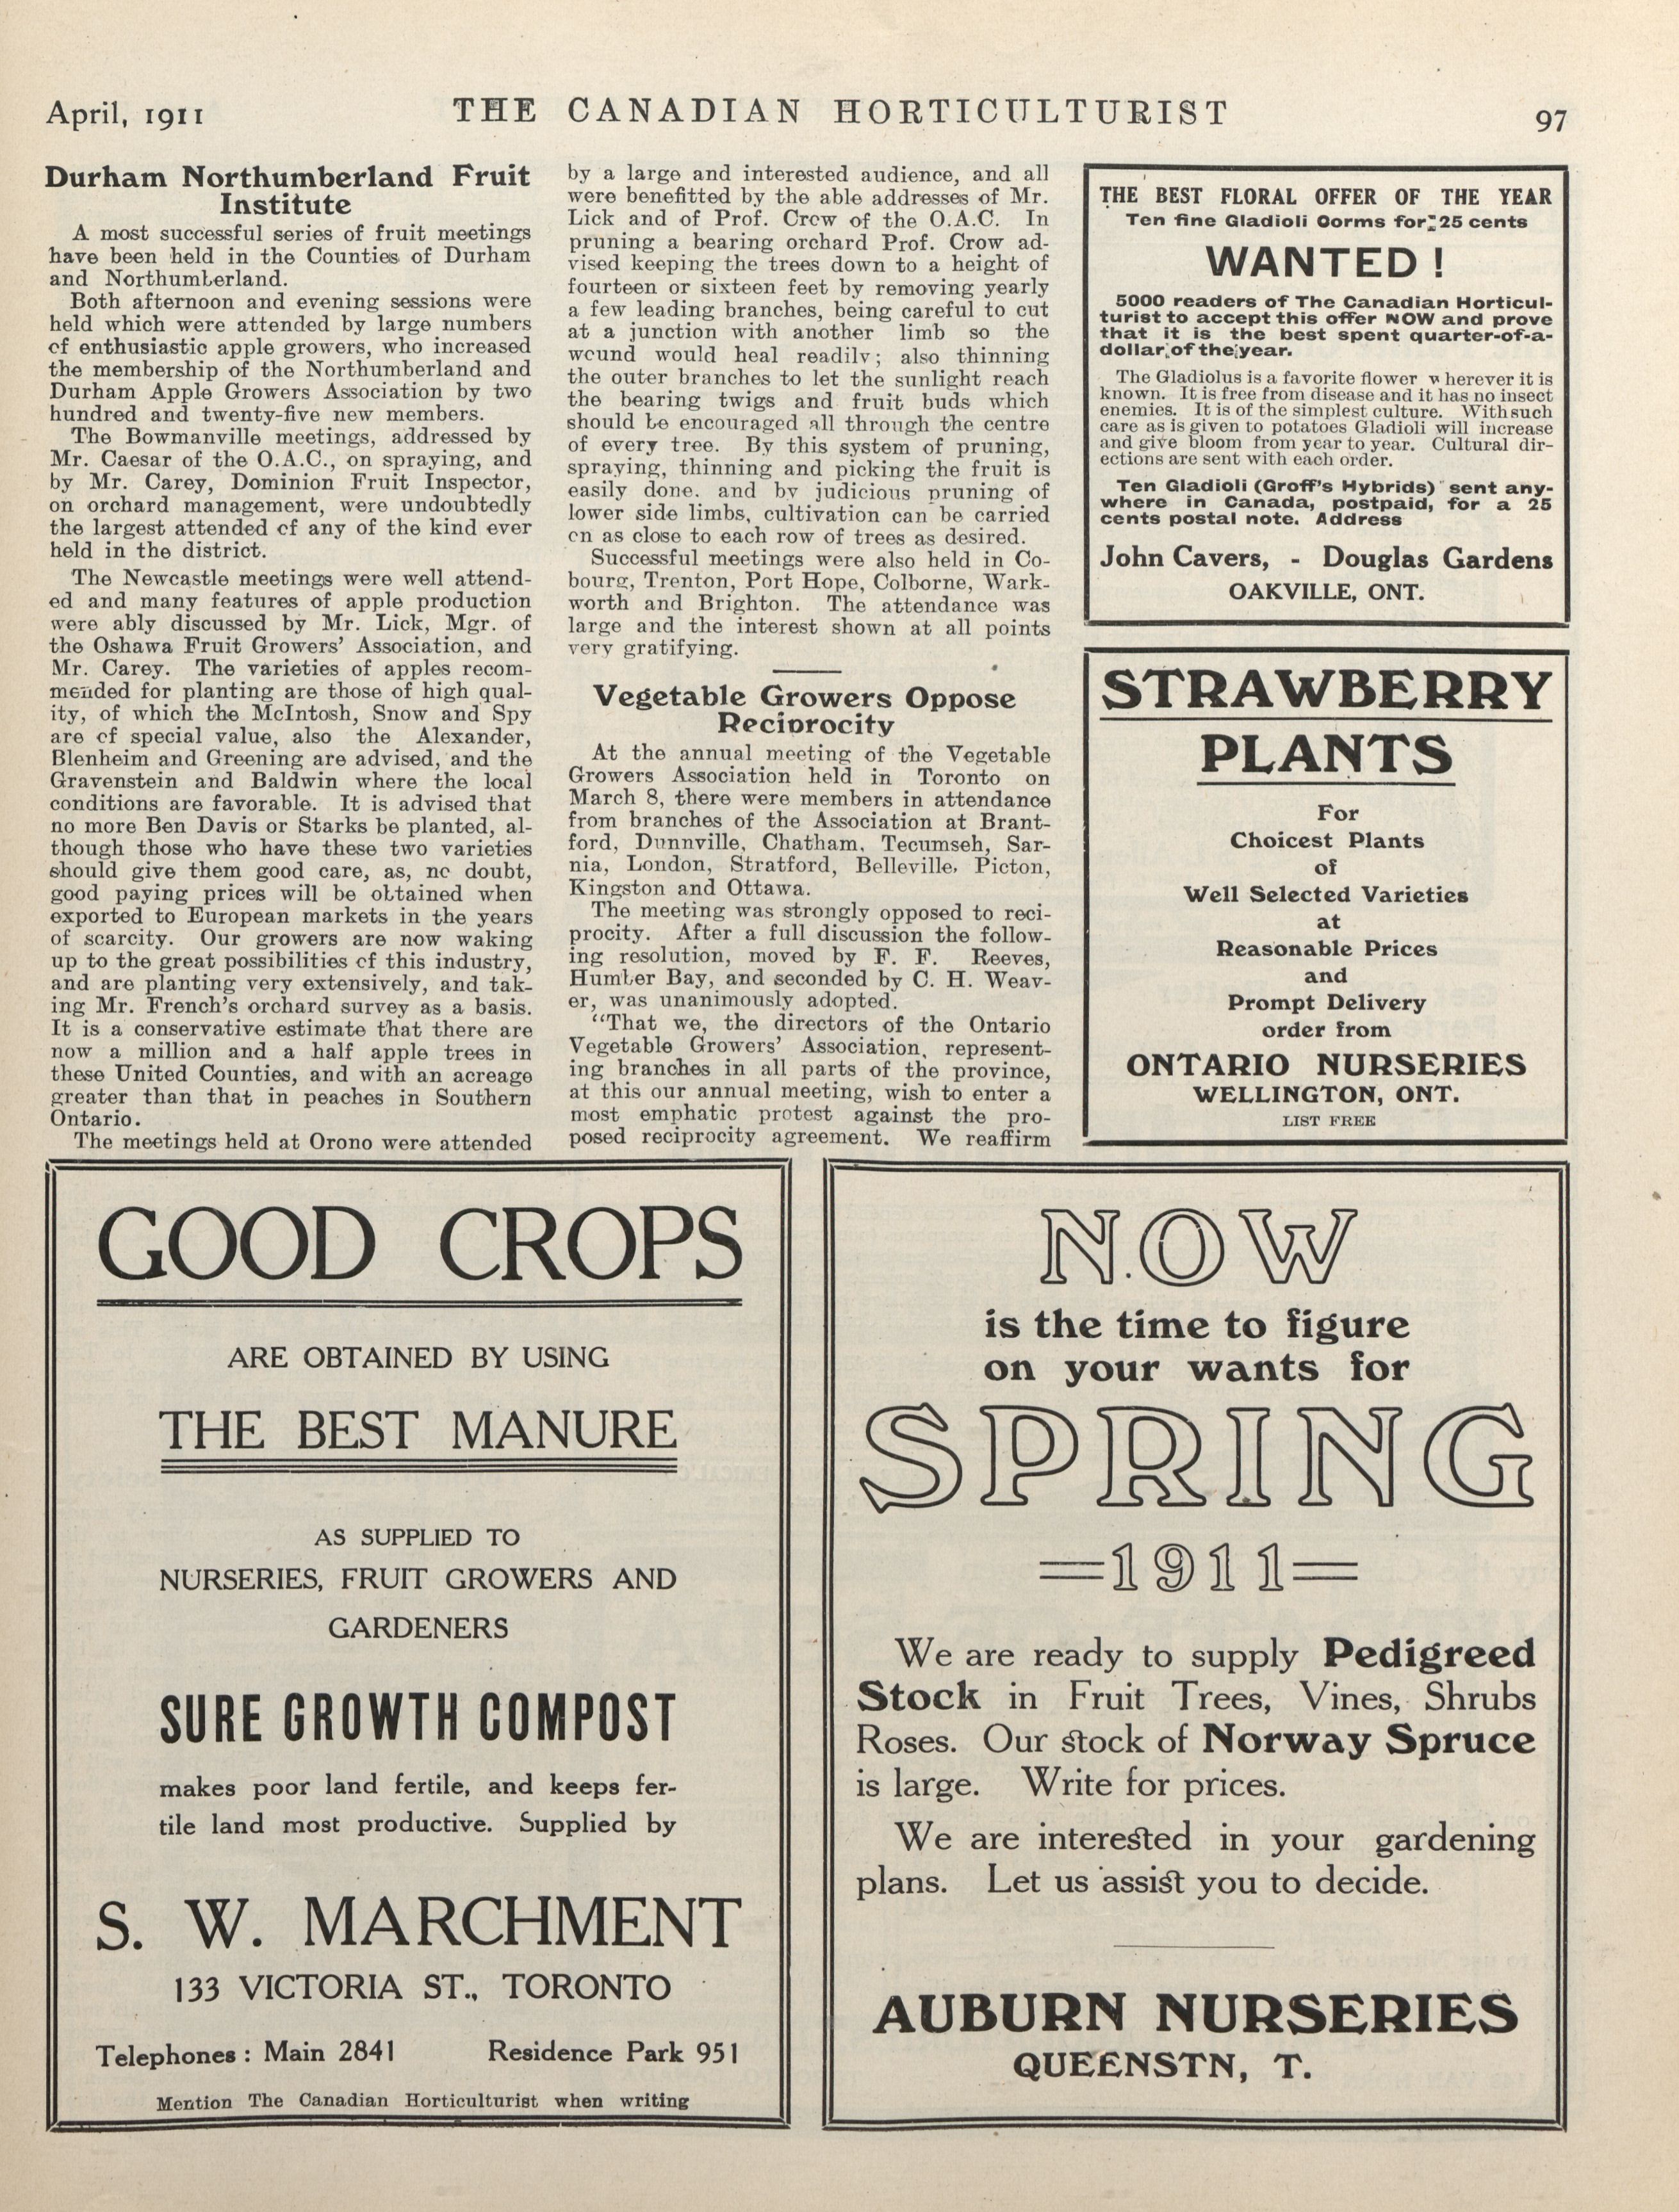 April, 1911
THE CANADIAN HORTICULTURIST
97
Durham Northumberland Fruit
Institute
A most successful series of fruit meetings
have been held in the Counties of Durham
and Northumberland.
Both afternoon and evening sessions were
held which were attended by large numbers
of enthusiastic apple growers, who increased
the membership of the Northumberland and
Durham Apple Growers Association by two
hundred and twenty-five new members.
The Bowmanville meetings, addressed by
Mr. Caesar of the O.A.C., on spraying, and
by Mr. Carey, Dominion Fruit Inspector,
on orchard management, were undoubtedly
the largest attended of any of the kind ever
held in the district.
The Newcastle meetings were well attend-
ed and many features of apple production
were ably discussed by Mr. Lick, Mgr. of
the Oshawa Fruit Growers' Association, and
Mr. Carey. The varieties of apples recom-
mended for planting are those of high qual-
ity, of which the McIntosh, Snow and Spy
are of special value, also the Alexander,
Blenheim and Greening are advised, and the
Gravenstein and Baldwin where the local
conditions are favorable. It is advised that
no more Ben Davis or Starks be planted, al-
though those who have these two varieties
should give them good care, as, no doubt,
good paying prices will be obtained when
exported to European markets in the years
of scarcity. Our growers are now waking
up to the great possibilities of this industry,
and are planting very extensively, and tak-
ing Mr. French's orchard survey as a basis.
It is a conservative estimate that there are
now a million and a half apple trees in
these United Counties, and with an acreage
greater than that in peaches in Southern
Ontario.
The meetings held at Orono were attended
by a large and interested audience, and all
were benefitted by the able addresses of Mr.
Lick and of Prof. Crow of the O.A.C. In
pruning a bearing orchard Prof. Crow ad-
vised keeping the trees down to a height of
fourteen or sixteen feet by removing yearly
a few leading branches, being careful to cut
at a junction with another limb so the
wound would heal readily; also thinning
the outer branches to let the sunlight reach
the bearing twigs and fruit buds which
should be encouraged all through the centre
of every tree. By this system of pruning,
spraying, thinning and picking the fruit is
easily done. and by judicious pruning of
lower side limbs, cultivation can be carried
on as close to each row of trees as desired.
Successful meetings were also held in Co-
bourg, Trenton, Port Hope, Colborne, Wark-
worth and Brighton. The attendance was
large and the interest shown at all points
very gratifying.
Vegetable Growers Oppose
Reciprocity
At the annual meeting of the Vegetable
Growers Association held in Toronto on
March 8, there were members in attendance
from branches of the Association at Brant-
ford, Dunnville, Chatham, Tecumseh, Sar-
nia, London, Stratford, Belleville, Picton,
Kingston and Ottawa.
The meeting was strongly opposed to reci-
procity. After a full discussion the follow-
ing resolution, moved by F. F. Reeves,
Humber Bay, and seconded by C. H. Weav-
er, was unanimously adopted.
"That we, the directors of the Ontario
Vegetable Growers' Association, represent-
ing branches in all parts of the province,
at this our annual meeting, wish to enter a
most emphatic protest against the pro-
posed reciprocity agreement. We reaffirm
THE BEST FLORAL OFFER OF THE YEAR
Ten fine Gladioli Corms for 25 cents
WANTED !
5000 readers of The Canadian Horticul-
turist to accept this offer NOW and prove
that it is the best spent quarter-of-a-
dollar of the year.
The Gladiolus is a favorite flower wherever it is
known. It is free from disease and it has no insect
enemies. It is of the simplest culture. With such
care as is given to potatoes Gladioli will increase
and give bloom from year to year. Cultural dir-
ections are sent with each order.
Ten Gladioli (Groff's Hybrids) sent any-
where in Canada, postpaid, for a 25
cents postal note. Address
John Cavers, - Douglas Gardens
OAKVILLE, ONT.
STRAWBERRY
PLANTS
For
Choicest Plants
of
Well Selected Varieties
at
Reasonable Prices
and
Prompt Delivery
order from
ONTARIO NURSERIES
WELLINGTON, ONT.
LIST FREE
GOOD CROPS
ARE OBTAINED BY USING
THE BEST MANURE
AS SUPPLIED TO
NURSERIES, FRUIT GROWERS AND
GARDENERS
SURE GROWTH COMPOST
makes poor land fertile, and keeps fer-
tile land most productive. Supplied by
S. W. MARCHMENT
133 VICTORIA ST., TORONTO
Telephones : Main 2841 Residence Park 951
Mention The Canadian Horticulturist when writing
NOW
is the time to figure
on your wants for
SPRING
=1911=
We are ready to supply Pedigreed
Stock in Fruit Trees, Vines, Shrubs
Roses. Our stock of Norway Spruce
is large. Write for prices.
We are interested in your gardening
plans. Let us assist you to decide.
AUBURN NURSERIES
QUEENSTN, T.